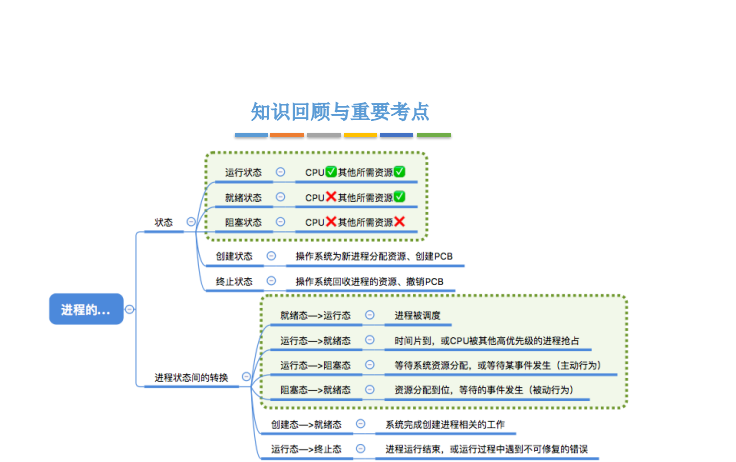 知识回顾与重要考点
运行状态 CPU✅其他所需资源✅
就绪状态 CPU❌其他所需资源✅
状态
阻塞状态 CPU❌其他所需资源❌
创建状态 操作系统为新进程分配资源、创建PCB
终止状态 操作系统回收进程的资源、撤销PCB
进程的...
就绪态—>运行态 进程被调度
运行态—>就绪态 时间片到，或CPU被其他高优先级的进程抢占
运行态—>阻塞态 等待系统资源分配，或等待某事件发生（主动行为）
进程状态间的转换
阻塞态—>就绪态 资源分配到位，等待的事件发生（被动行为）
创建态—>就绪态 系统完成创建进程相关的工作
运行态—>终止态 进程运行结束，或运行过程中遇到不可修复的错误